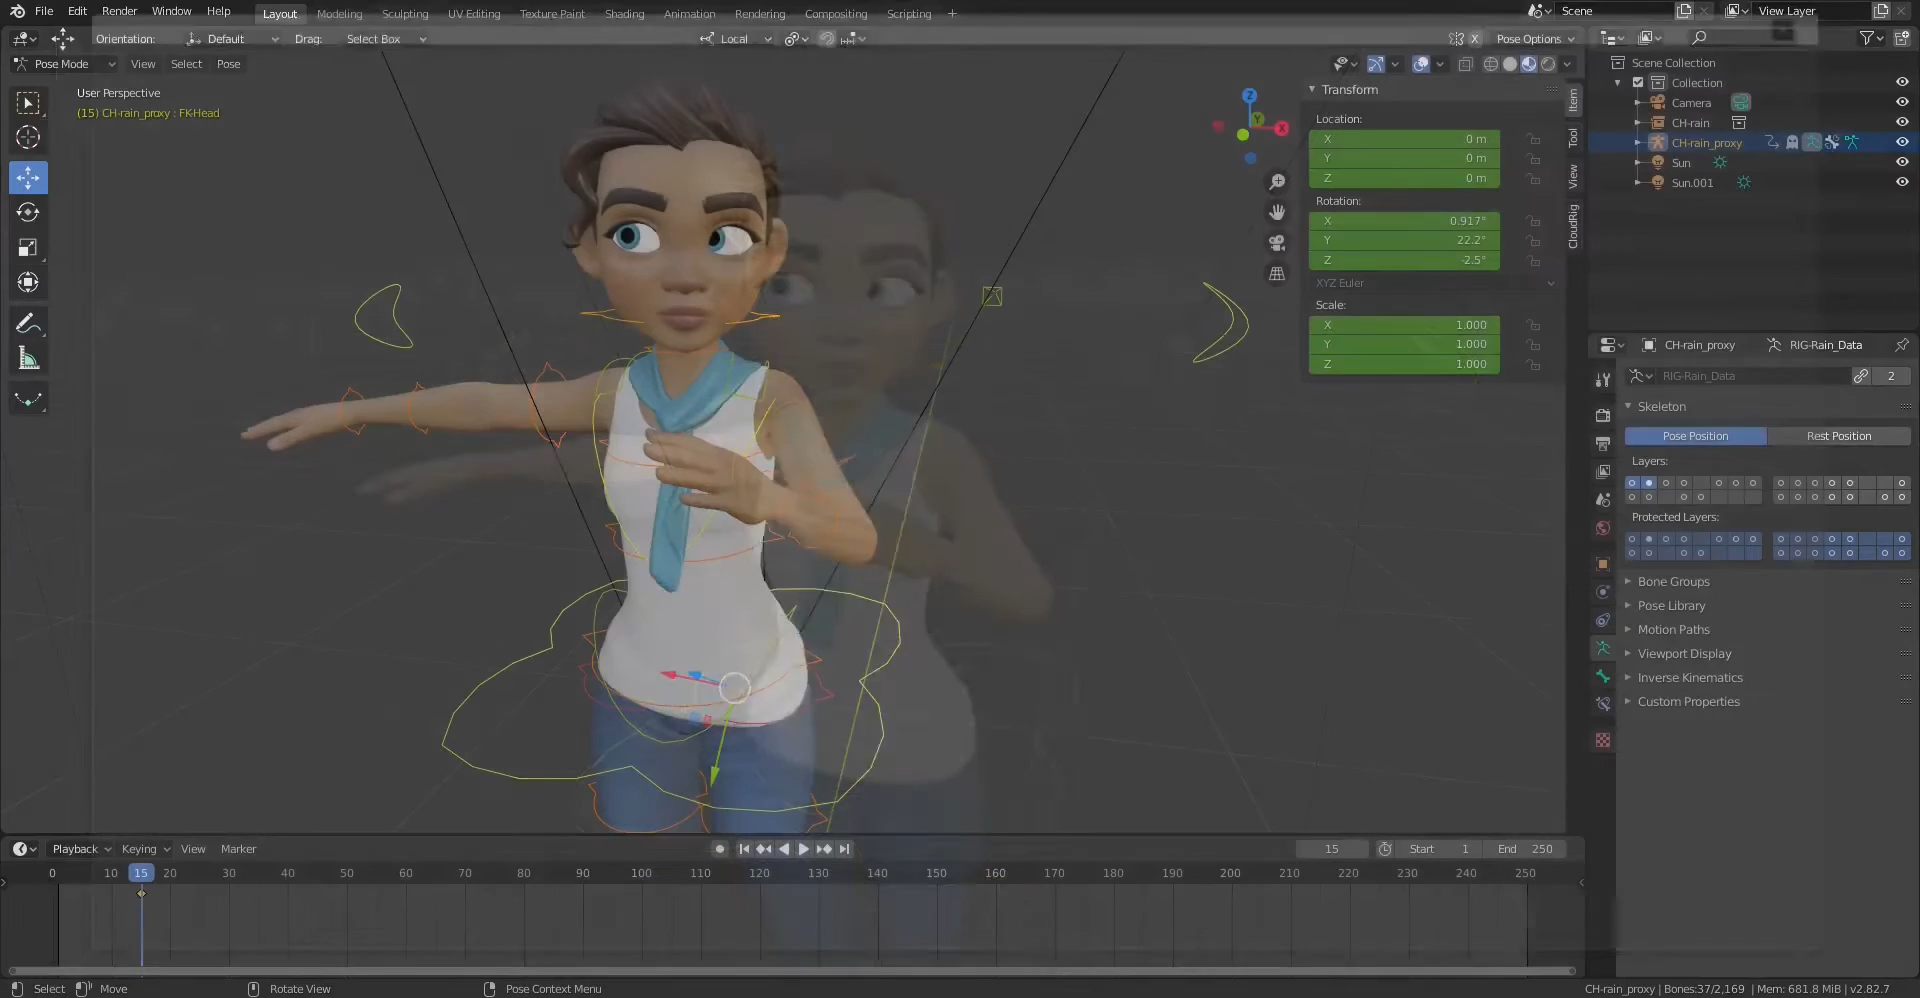 File Edit Render Window Help Layout Modeling Sculpting UV Editing Texture Paint Shading Animation Rendering Compositing Scripting + Scene View Layer
Orientation: Default Drag: Select Box Local X Pose Options
Pose Mode View Select Pose
User Perspective
(15) CH-rain_proxy : FK-Head
Z
Y
X
Transform
Location:
X 0 m
Y 0 m
Z 0 m
Rotation:
X 0.917°
Y 22.2°
Z -2.5°
XYZ Euler
Scale:
X 1.000
Y 1.000
Z 1.000
Item
Tool
View
CloudRig
Scene Collection
Collection
Camera
CH-rain
CH-rain_proxy
Sun
Sun.001
CH-rain_proxy RIG-Rain_Data
RIG-Rain_Data 2
Skeleton
Pose Position Rest Position
Layers:
Protected Layers:
Bone Groups
Pose Library
Motion Paths
Viewport Display
Inverse Kinematics
Custom Properties
Playback Keying View Marker 15 Start 1 End 250
0 10 15 20 30 40 50 60 70 80 90 100 110 120 130 140 150 160 170 180 190 200 210 220 230 240 250
Select Move Rotate View Pose Context Menu CH-rain_proxy | Bones:37/2,169 | Mem: 681.8 MiB | v2.82.7